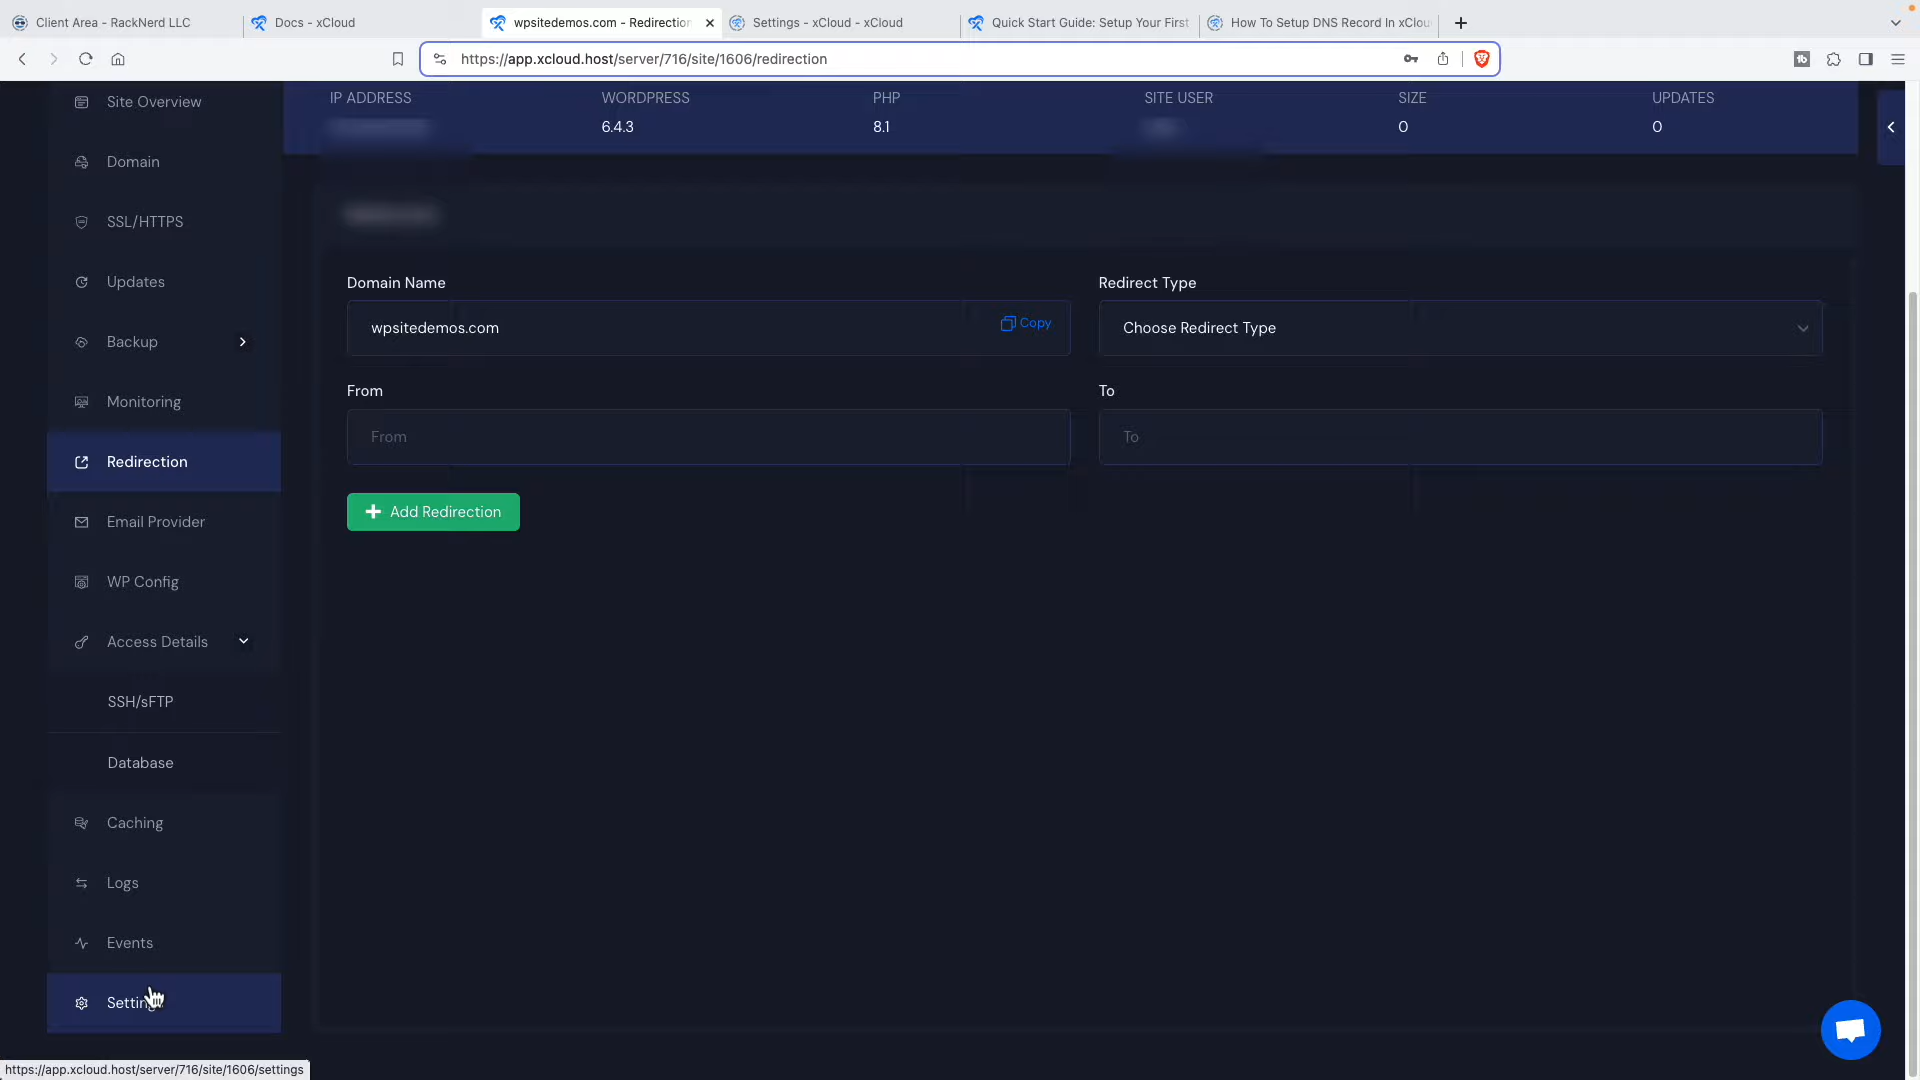 Client Area - RackNerd LLC
Docs - xCloud
wpsitedemos.com - Redirection
Settings - xCloud - xCloud
Quick Start Guide: Setup Your First
How To Setup DNS Record In xClou
https://app.xcloud.host/server/716/site/1606/redirection
Site Overview
Domain
SSL/HTTPS
Updates
Backup
Monitoring
Redirection
Email Provider
WP Config
Access Details
SSH/sFTP
Database
Caching
Logs
Events
IP ADDRESS
WORDPRESS
6.4.3
PHP
8.1
SITE USER
SIZE
0
UPDATES
0
Domain Name
wpsitedemos.com
Copy
Redirect Type
Choose Redirect Type
From
From
To
To
Add Redirection
https://app.xcloud.host/server/716/site/1606/settings